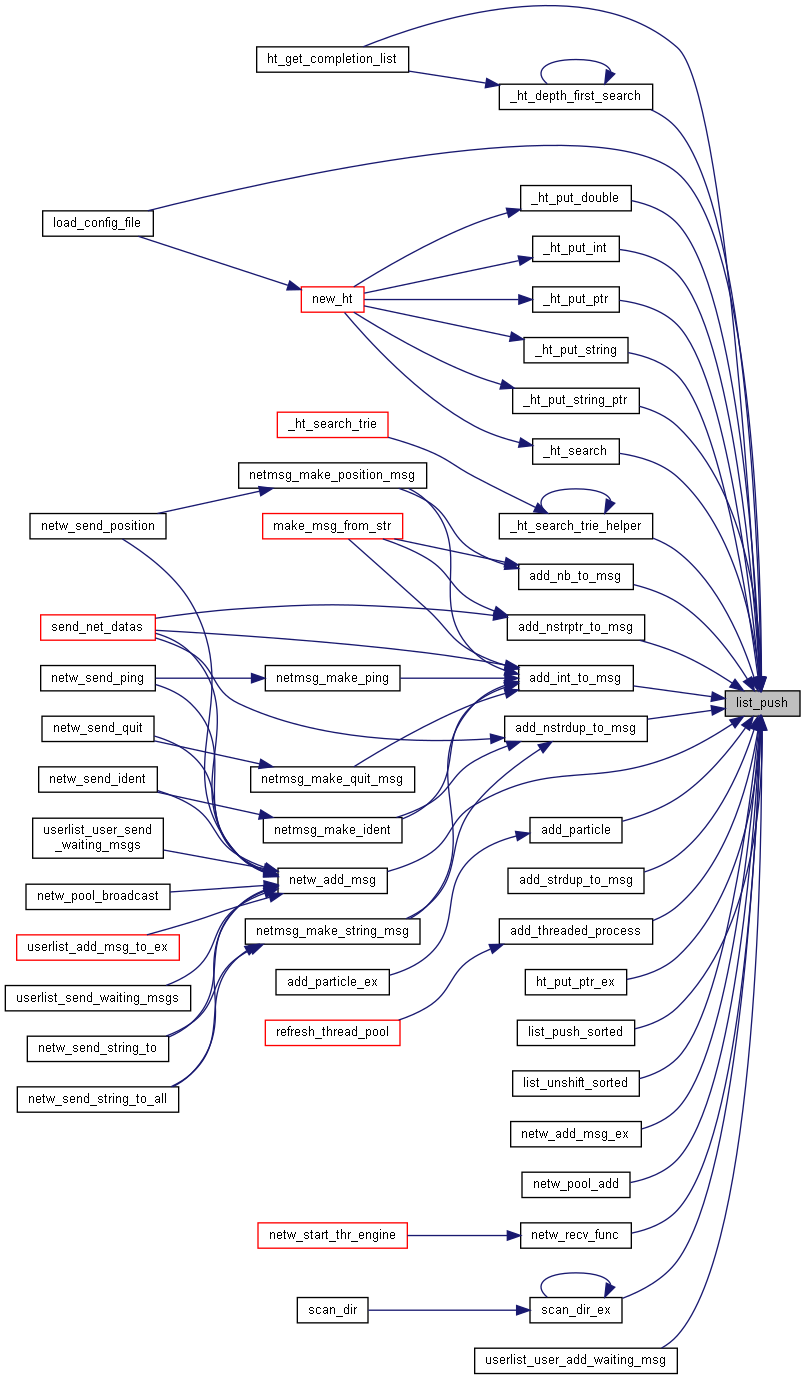 ht_get_completion_list
_ht_depth_first_search
load_config_file
_ht_put_double
_ht_put_int
new_ht
_ht_put_ptr
_ht_put_string
_ht_put_string_ptr
_ht_search_trie
_ht_search
netmsg_make_position_msg
netw_send_position
make_msg_from_str
_ht_search_trie_helper
add_nb_to_msg
send_net_datas
add_nstrptr_to_msg
netw_send_ping
netmsg_make_ping
add_int_to_msg
list_push
netw_send_quit
add_nstrdup_to_msg
netw_send_ident
netmsg_make_quit_msg
userlist_user_send
_waiting_msgs
netmsg_make_ident
add_particle
netw_add_msg
add_strdup_to_msg
netw_pool_broadcast
userlist_add_msg_to_ex
netmsg_make_string_msg
add_threaded_process
userlist_send_waiting_msgs
add_particle_ex
ht_put_ptr_ex
netw_send_string_to
refresh_thread_pool
list_push_sorted
netw_send_string_to_all
list_unshift_sorted
netw_add_msg_ex
netw_pool_add
netw_start_thr_engine
netw_recv_func
scan_dir
scan_dir_ex
userlist_user_add_waiting_msg